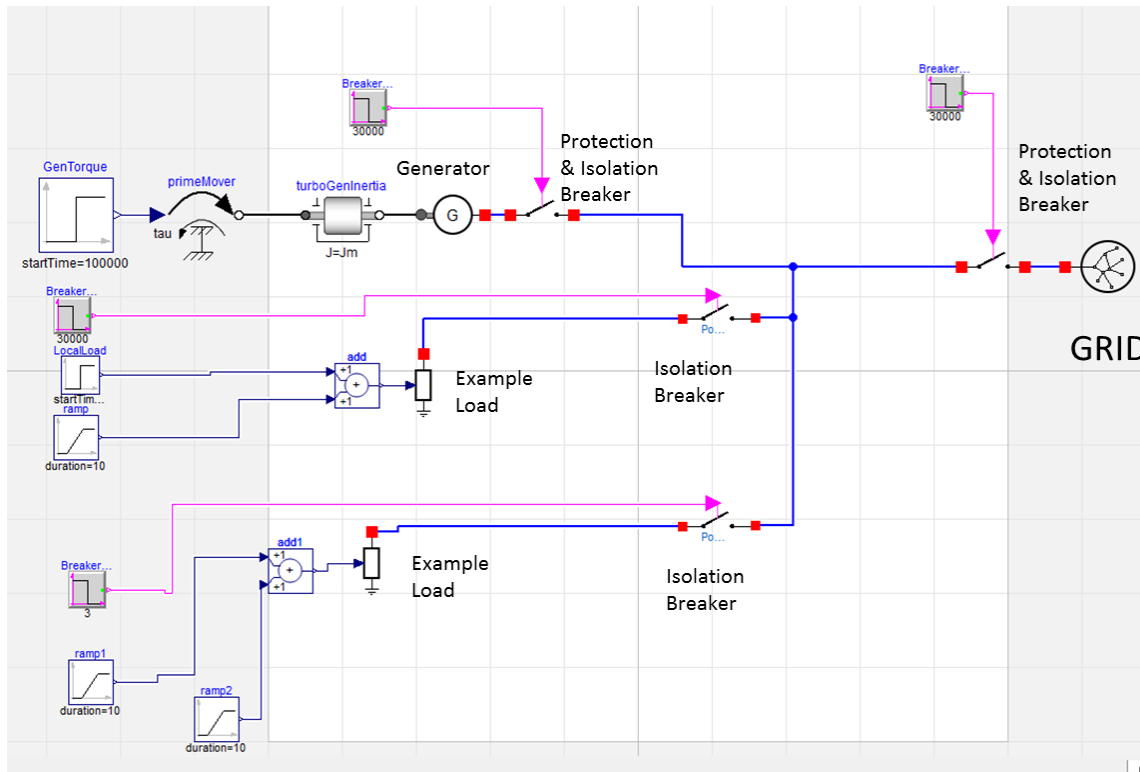 Breaker...
30000
Breaker...
30000
GenTorque
startTime=100000
primeMover
tau
turboGenInertia
J=Jm
Generator
G
Protection
& Isolation
Breaker
Protection
& Isolation
Breaker
GRID
Breaker...
30000
LocalLoad
startTim...
add
+1
+
+1
Example
Load
Po...
Isolation
Breaker
ramp
duration=10
Breaker...
3
add1
+1
+
+1
Example
Load
Po...
Isolation
Breaker
ramp1
duration=10
ramp2
duration=10